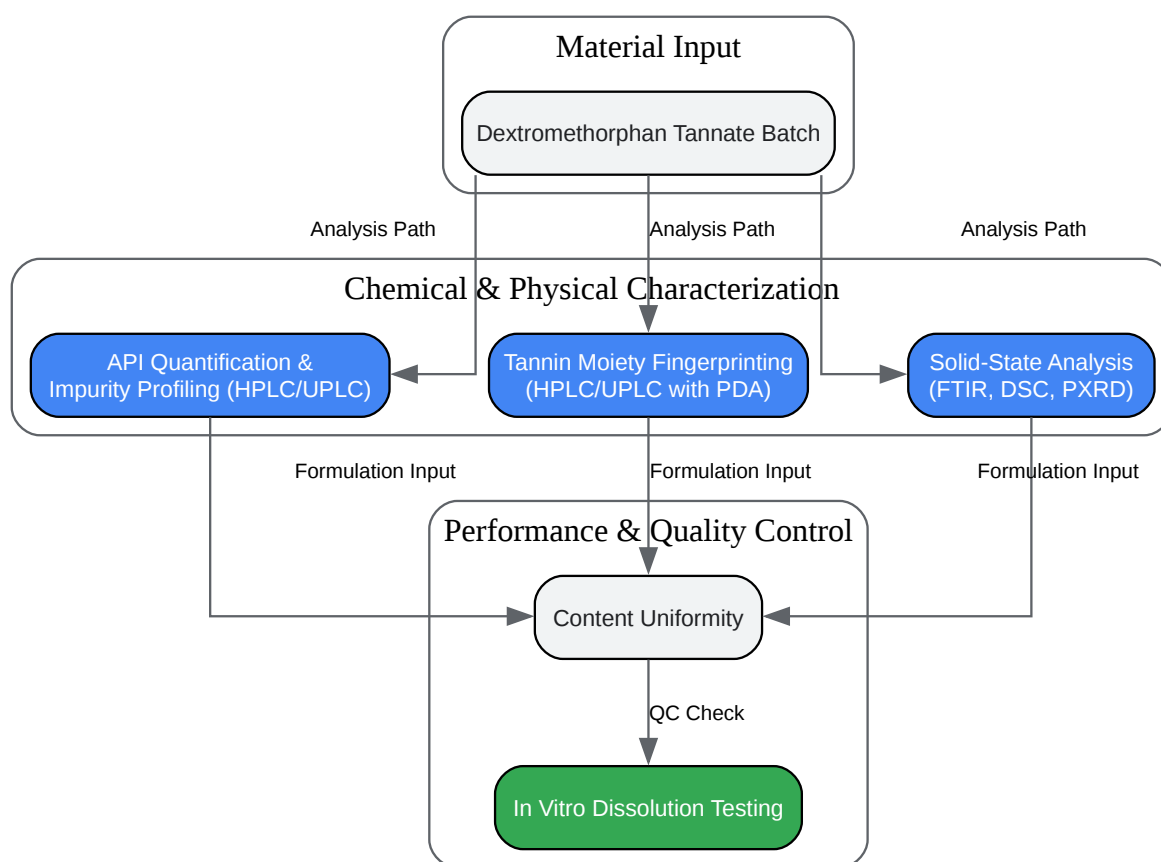 Material Input
Dextromethorphan Tannate Batch
Analysis Path
Analysis Path
Analysis Path
Chemical & Physical Characterization
API Quantification &
Impurity Profiling (HPLC/UPLC)
Tannin Moiety Fingerprinting
(HPLC/UPLC with PDA)
Solid-State Analysis
(FTIR, DSC, PXRD)
Formulation Input
Formulation Input
Formulation Input
Performance & Quality Control
Content Uniformity
QC Check
In Vitro Dissolution Testing